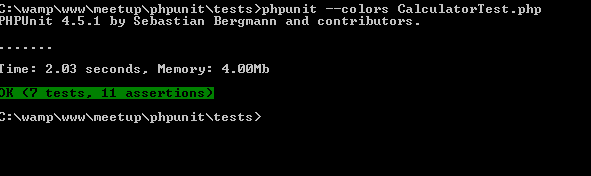 C:\wamp\www\meetup\phpunit\tests>phpunit --colors CalculatorTest.php
PHPUnit 4.5.1 by Sebastian Bergmann and contributors.
.......
Time: 2.03 seconds, Memory: 4.00Mb
OK (7 tests, 11 assertions)
C:\wamp\www\meetup\phpunit\tests>